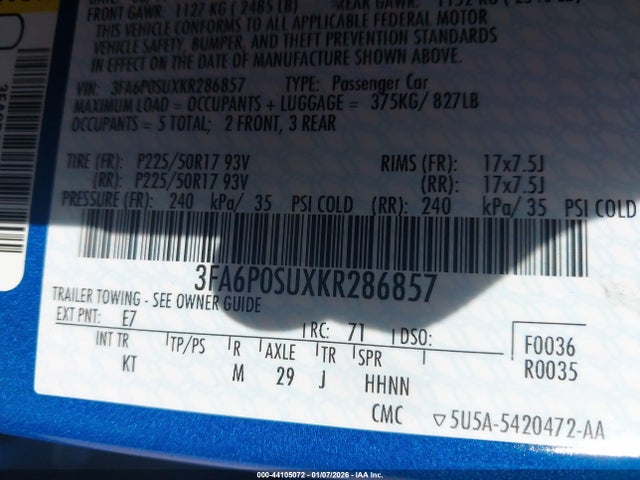 FRONT GAWR: 1127 KG ( 2485 LB) REAR GAWR:
THIS VEHICLE CONFORMS TO ALL APPLICABLE FEDERAL MOTOR
VEHICLE SAFETY, BUMPER, AND THEFT PREVENTION STANDARDS
IN EFFECT ON THE DATE OF MANUFACTURE SHOWN ABOVE.
VIN: 3FA6P0SUXKR286857 TYPE: Passenger Car
MAXIMUM LOAD = OCCUPANTS + LUGGAGE = 375KG/ 827LB
OCCUPANTS = 5 TOTAL; 2 FRONT, 3 REAR
TIRE (FR): P225/50R17 93V RIMS (FR): 17x7.5J
(RR): P225/50R17 93V (RR): 17x7.5J
PRESSURE (FR): 240 kPa/ 35 PSI COLD (RR): 240 kPa/ 35 PSI COLD
3FA6P0SUXKR286857
TRAILER TOWING - SEE OWNER GUIDE
EXT PNT: E7 RC: 71 DSO: F0036
INT TR TP/PS R AXLE TR SPR R0035
KT M 29 J HHNN
CMC ▽5U5A-5420472-AA
000-44105072 - 01/07/2026 - IAA Inc.